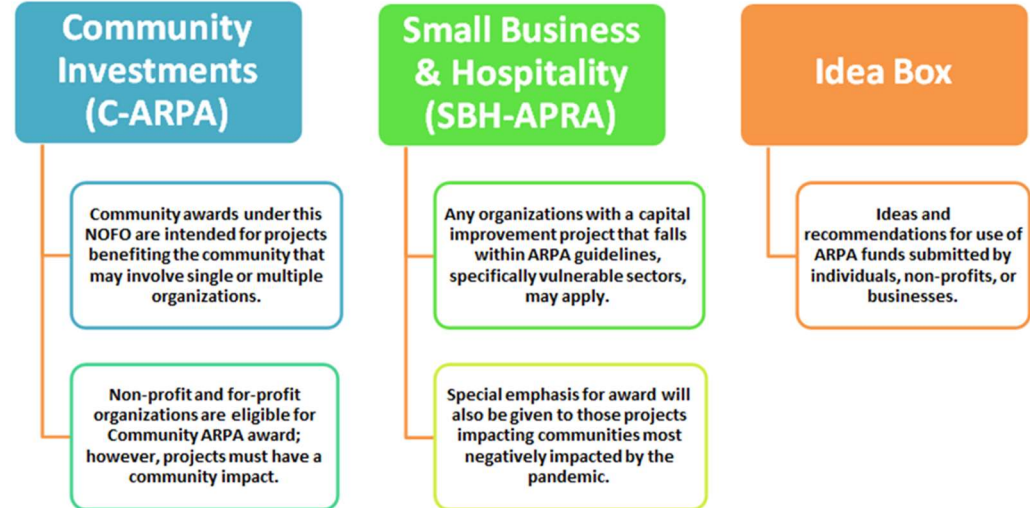 Community
Investments
(C-ARPA)
Community awards under this
NOFO are intended for projects
benefiting the community that
may involve single or multiple
organizations.
Non-profit and for-profit
organizations are eligible for
Community ARPA award;
however, projects must have a
community impact.
Small Business
& Hospitality
(SBH-APRA)
Any organizations with a capital
improvement project that falls
within ARPA guidelines,
specifically vulnerable sectors,
may apply.
Special emphasis for award will
also be given to those projects
impacting communities most
negatively impacted by the
pandemic.
Idea Box
Ideas and
recommendations for use of
ARPA funds submitted by
individuals, non-profits, or
businesses.